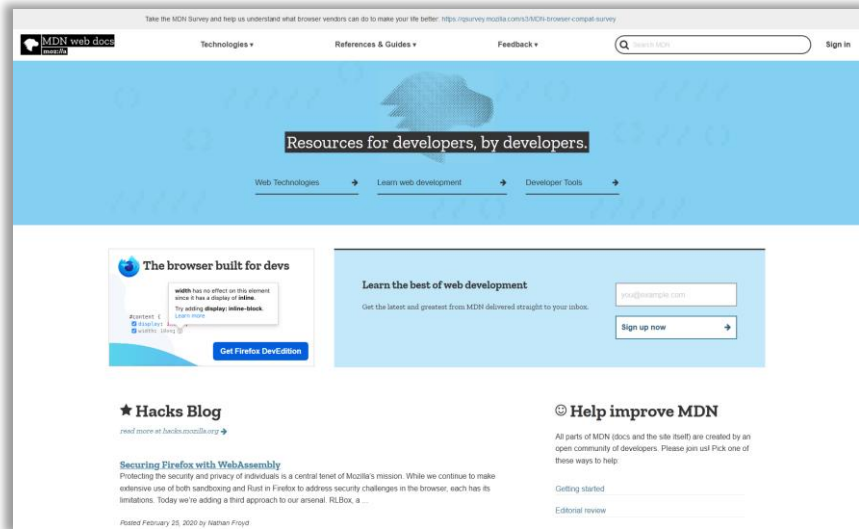 Take the MDN Survey and help us understand what browser vendors can do to make your life better: https://qsurvey.mozilla.com/s3/MDN-browser-compat-survey
MDN web docs
moz://a
Technologies ▾
References & Guides ▾
Feedback ▾
Search MDN
Sign in
Resources for developers, by developers.
Web Technologies →
Learn web development →
Developer Tools →
The browser built for devs
width has no effect on this element
since it has a display of inline.
Try adding display: inline-block.
Learn more
#content {
Get Firefox DevEdition
Learn the best of web development
Get the latest and greatest from MDN delivered straight to your inbox.
you@example.com
Sign up now →
★ Hacks Blog
read more at hacks.mozilla.org →
Securing Firefox with WebAssembly
Protecting the security and privacy of individuals is a central tenet of Mozilla's mission. While we continue to make
extensive use of both sandboxing and Rust in Firefox to address security challenges in the browser, each has its
limitations. Today we're adding a third approach to our arsenal. RLBox, a …
Posted February 25, 2020 by Nathan Froyd
Help improve MDN
All parts of MDN (docs and the site itself) are created by an
open community of developers. Please join us! Pick one of
these ways to help:
Getting started
Editorial review